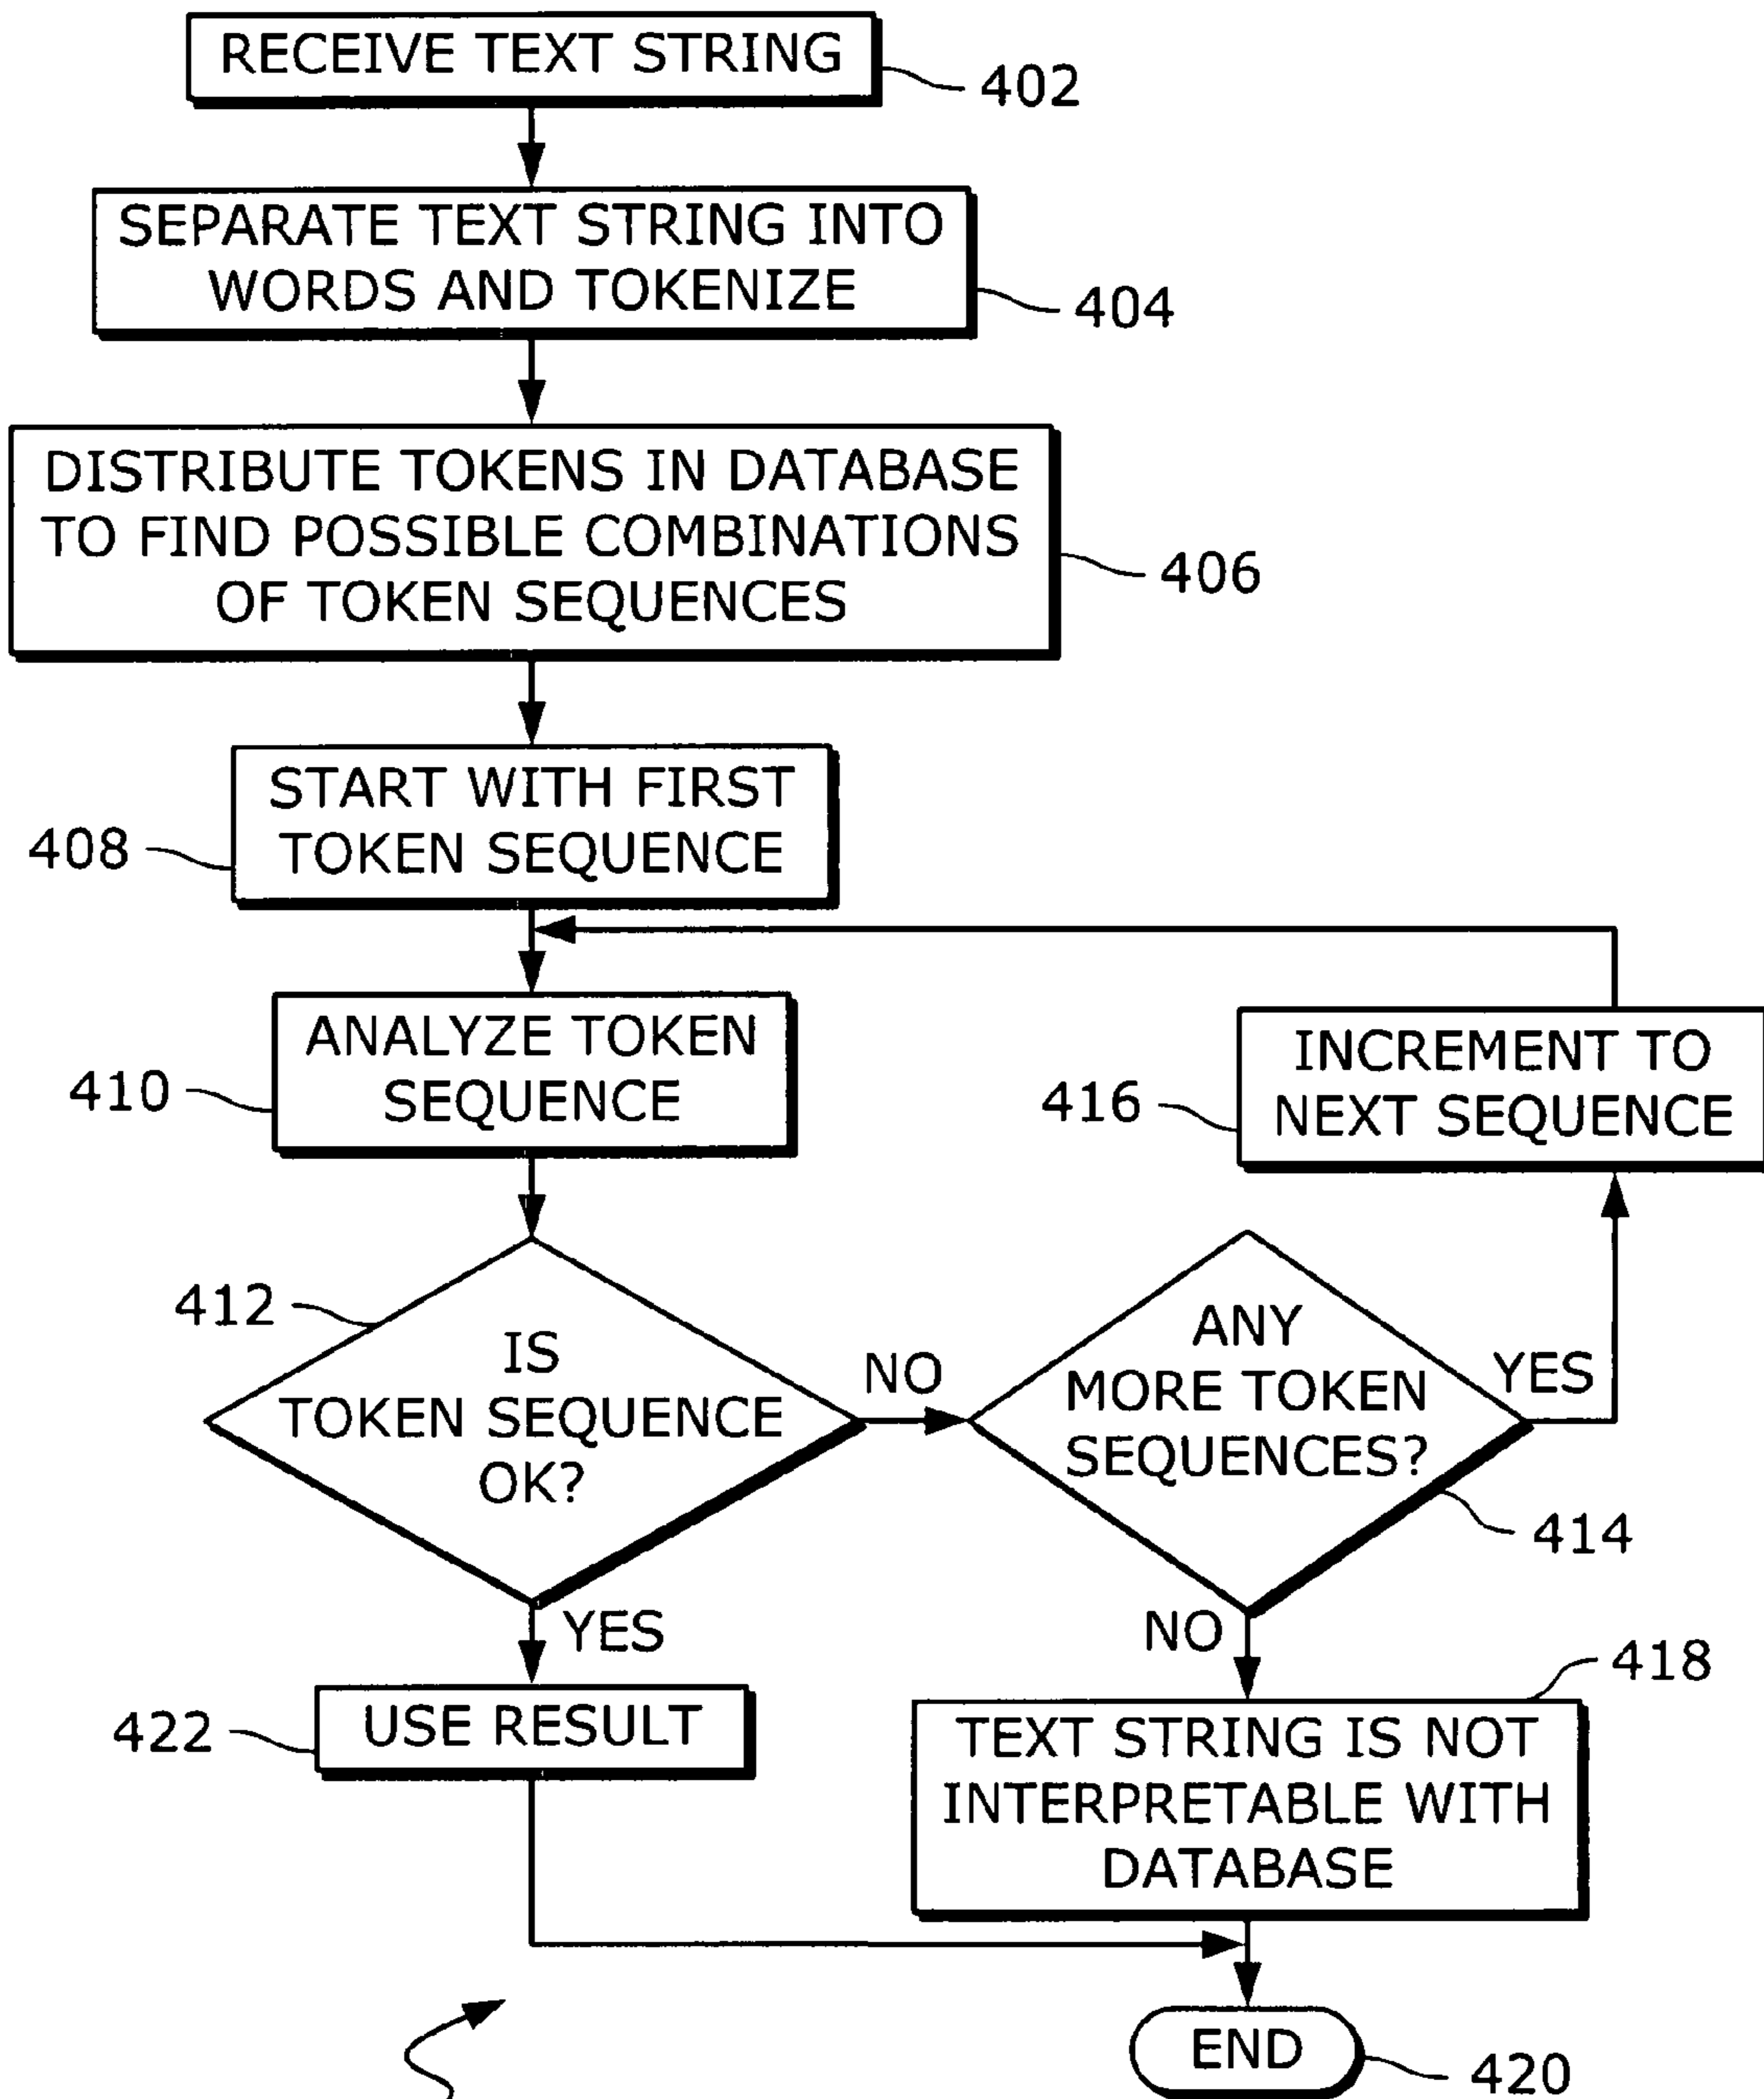 RECEIVE TEXT STRING
402
SEPARATE TEXT STRING INTO
WORDS AND TOKENIZE
404
DISTRIBUTE TOKENS IN DATABASE
TO FIND POSSIBLE COMBINATIONS
OF TOKEN SEQUENCES
406
START WITH FIRST
TOKEN SEQUENCE
408
ANALYZE TOKEN
SEQUENCE
410
INCREMENT TO
NEXT SEQUENCE
416
412
IS
TOKEN SEQUENCE
OK?
NO
ANY
MORE TOKEN
SEQUENCES?
YES
414
YES
NO
422
USE RESULT
418
TEXT STRING IS NOT
INTERPRETABLE WITH
DATABASE
END
420